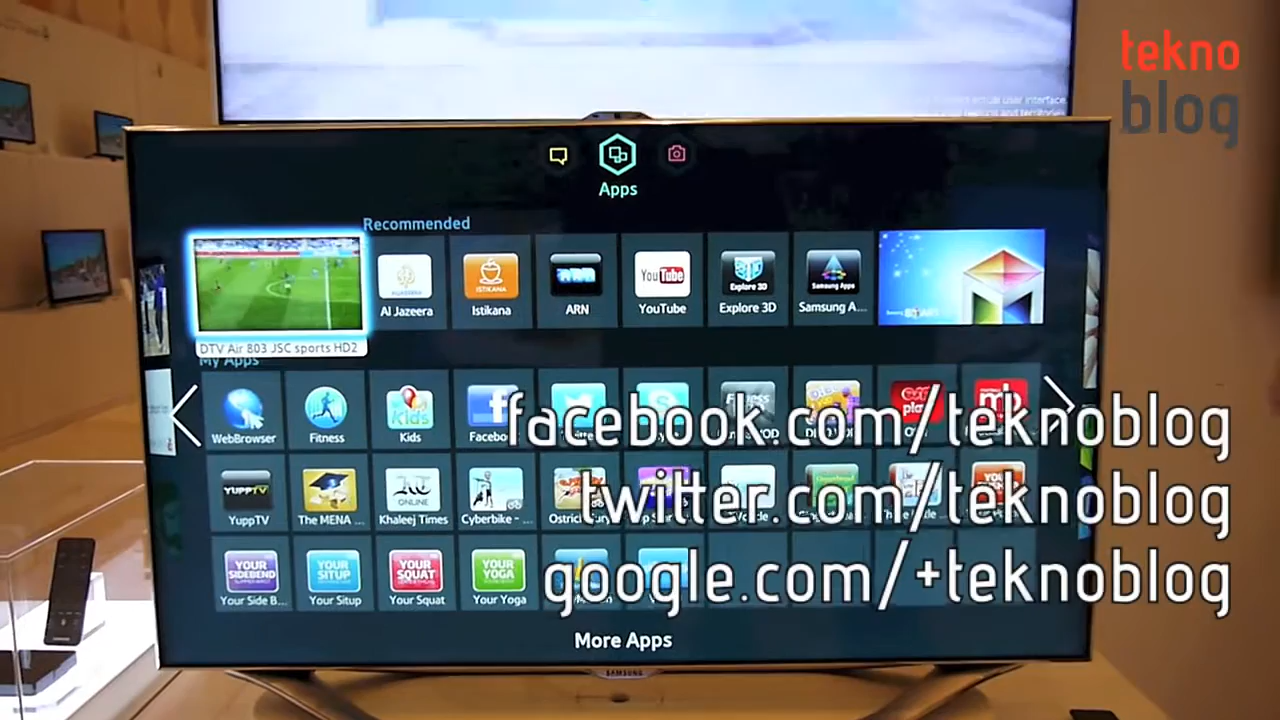 tekno
blog
Apps
Recommended
Al Jazeera
Istikana
ARN
YouTube
Explore 3D
Samsung A...
DTV Air 803 JSC sports HD2
My Apps
WebBrowser
Fitness
Kids
facebook.com/teknoblog
YuppTV
The MENA ...
Khaleej Times
Cyberbike - ...
twitter.com/teknoblog
Your Side B...
Your Situp
Your Squat
Your Yoga
google.com/+teknoblog
More Apps
SAMSUNG